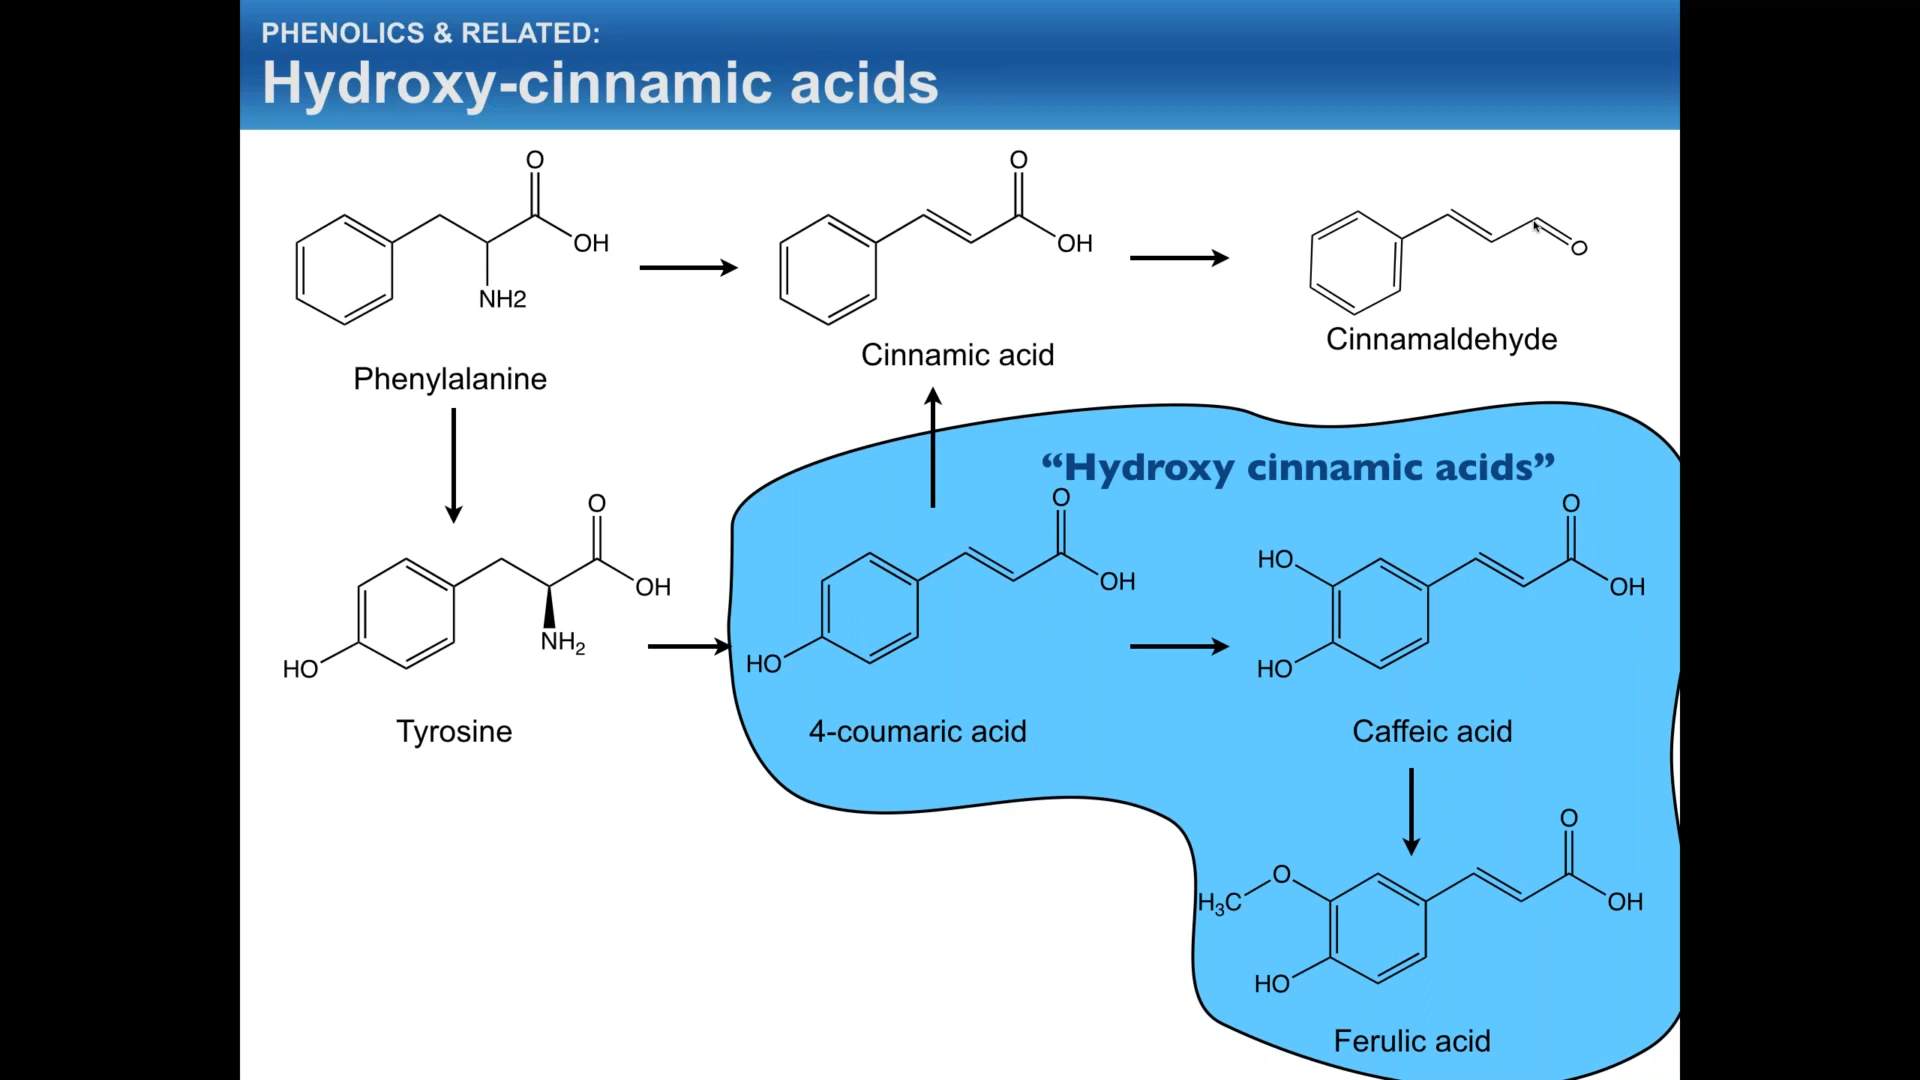 PHENOLICS & RELATED:
Hydroxy-cinnamic acids
O
OH
NH2
Phenylalanine
O
OH
Cinnamic acid
O
Cinnamaldehyde
“Hydroxy cinnamic acids”
O
OH
NH₂
HO
Tyrosine
O
OH
HO
4-coumaric acid
O
HO
OH
HO
Caffeic acid
O
O
H₃C
OH
HO
Ferulic acid